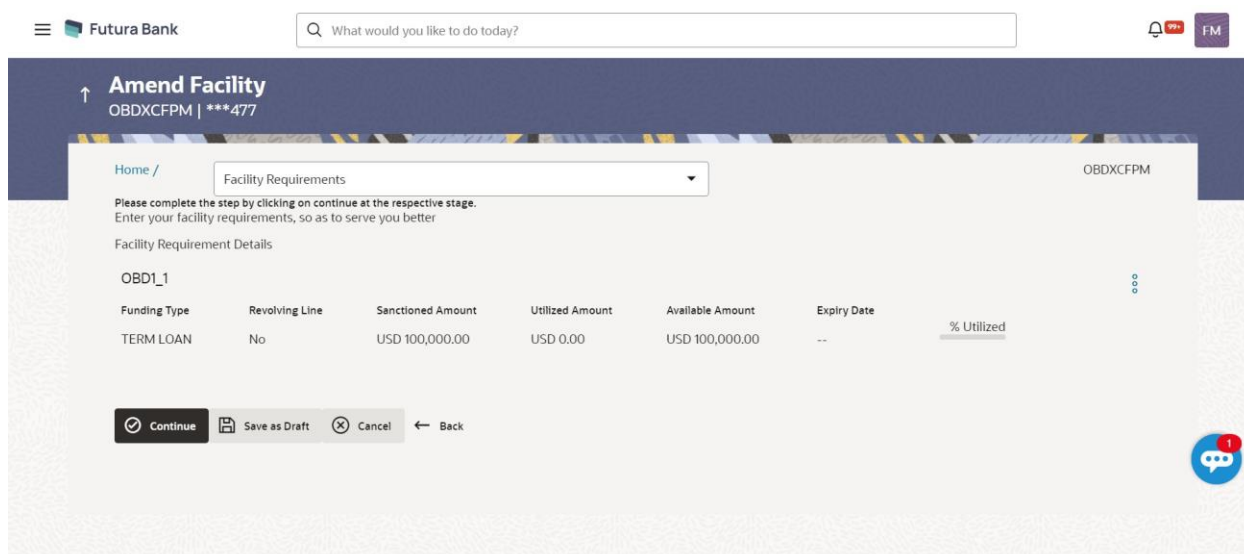 Futura Bank
What would you like to do today?
99+
FM
Amend Facility
OBDXCFPM | ***477
Home /
Facility Requirements
OBDXCFPM
Please complete the step by clicking on continue at the respective stage.
Enter your facility requirements, so as to serve you better
Facility Requirement Details
OBD1_1
Funding Type Revolving Line Sanctioned Amount Utilized Amount Available Amount Expiry Date
% Utilized
TERM LOAN No USD 100,000.00 USD 0.00 USD 100,000.00 --
Continue Save as Draft Cancel Back
1